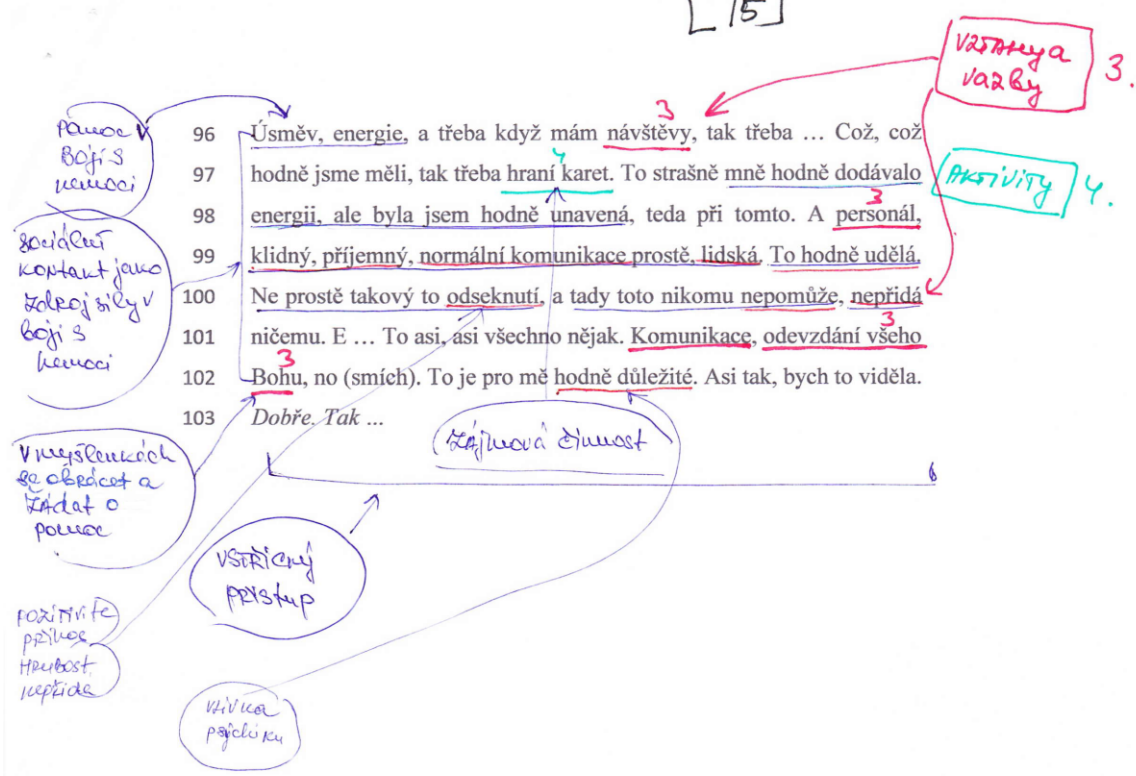 [15]
VZTAHY a
vazby 3.
AKTIVITY 4.
Pomoc v
Boji s
nemocí
sociální
kontakt jako
zdroj síly v
boji s
nemocí
V myšlenkách
se obrácet a
žádat o
pomoc
POZITIVITE
přínos
HRUBOST
nepřidá
3
96 Úsměv, energie, a třeba když mám návštěvy, tak třeba … Což, což
4
97 hodně jsme měli, tak třeba hraní karet. To strašně mně hodně dodávalo
3
98 energii, ale byla jsem hodně unavená, teda při tomto. A personál,
99 klidný, příjemný, normální komunikace prostě, lidská. To hodně udělá.
100 Ne prostě takový to odseknutí, a tady toto nikomu nepomůže, nepřidá
3
101 ničemu. E … To asi, asi všechno nějak. Komunikace, odevzdání všeho
3
102 Bohu, no (smích). To je pro mě hodně důležité. Asi tak, bych to viděla.
103 Dobře. Tak ...
zájmová činnost
VSTŘÍCNÝ
PŘÍSTUP
psychiku